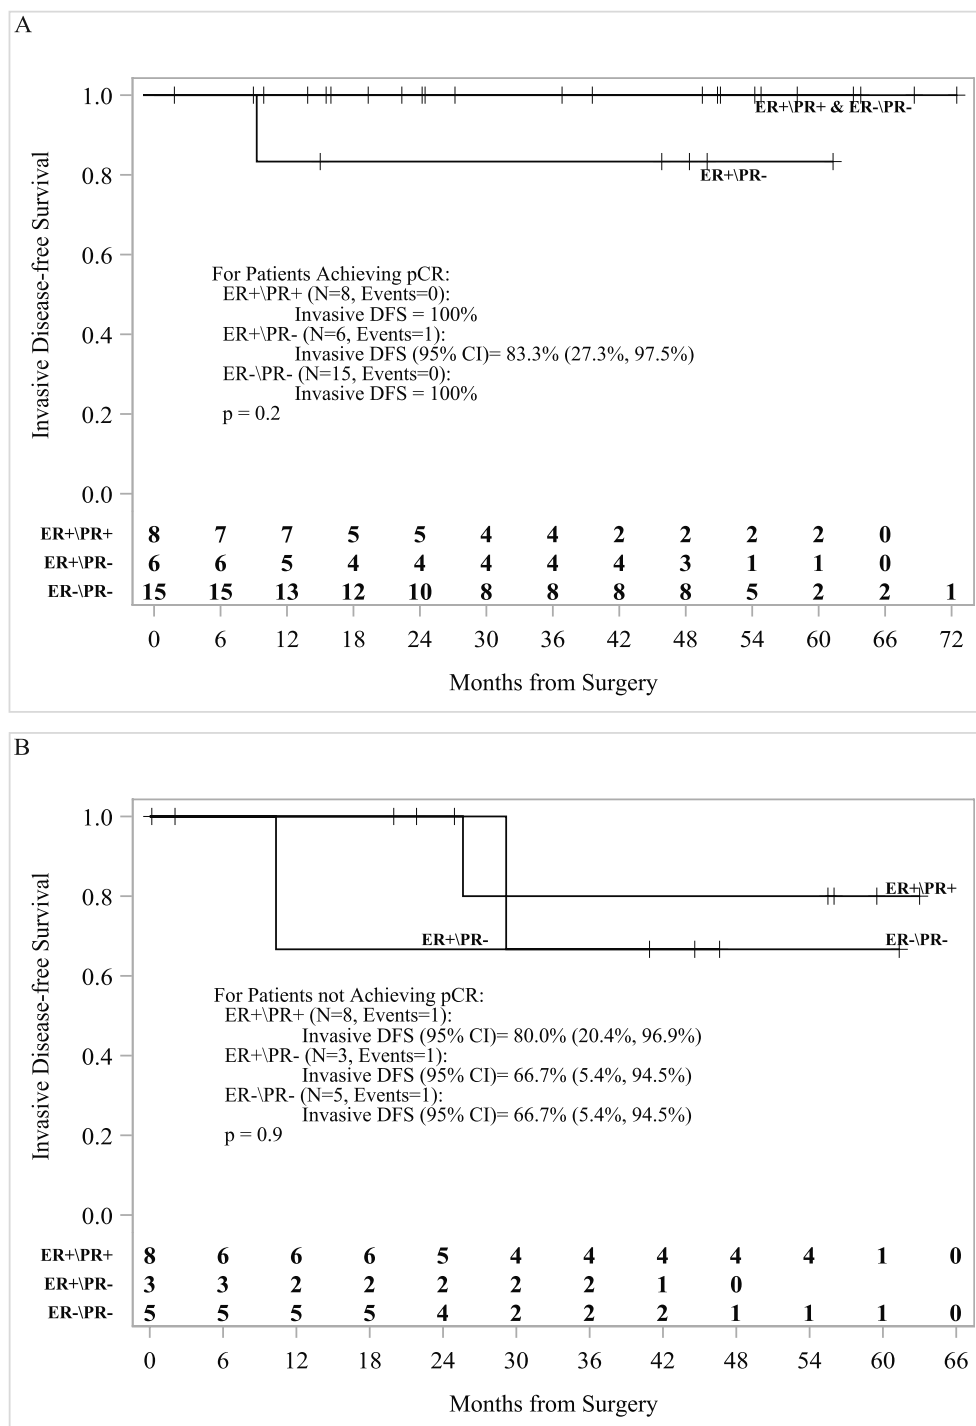 A
Invasive Disease-free Survival
1.0
0.8
0.6
0.4
0.2
0.0
ER+\PR+ & ER-\PR-
ER+\PR-
For Patients Achieving pCR:
ER+\PR+ (N=8, Events=0):
Invasive DFS = 100%
ER+\PR- (N=6, Events=1):
Invasive DFS (95% CI)= 83.3% (27.3%, 97.5%)
ER-\PR- (N=15, Events=0):
Invasive DFS = 100%
p = 0.2
ER+\PR+ 8 7 7 5 5 4 4 2 2 2 2 0
ER+\PR- 6 6 5 4 4 4 4 4 3 1 1 0
ER-\PR- 15 15 13 12 10 8 8 8 8 5 2 2 1
0 6 12 18 24 30 36 42 48 54 60 66 72
Months from Surgery
B
Invasive Disease-free Survival
1.0
0.8
0.6
0.4
0.2
0.0
ER+\PR+
ER+\PR-
ER-\PR-
For Patients not Achieving pCR:
ER+\PR+ (N=8, Events=1):
Invasive DFS (95% CI)= 80.0% (20.4%, 96.9%)
ER+\PR- (N=3, Events=1):
Invasive DFS (95% CI)= 66.7% (5.4%, 94.5%)
ER-\PR- (N=5, Events=1):
Invasive DFS (95% CI)= 66.7% (5.4%, 94.5%)
p = 0.9
ER+\PR+ 8 6 6 6 5 4 4 4 4 4 1 0
ER+\PR- 3 3 2 2 2 2 2 1 0
ER-\PR- 5 5 5 5 4 2 2 2 1 1 1 0
0 6 12 18 24 30 36 42 48 54 60 66
Months from Surgery